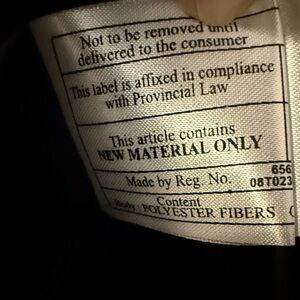 Not to be removed until
delivered to the consumer
This label is affixed in compliance
with Provincial Law
This article contains
NEW MATERIAL ONLY
656
Made by Reg. No. 08T023
Content
Body: POLYESTER FIBERS